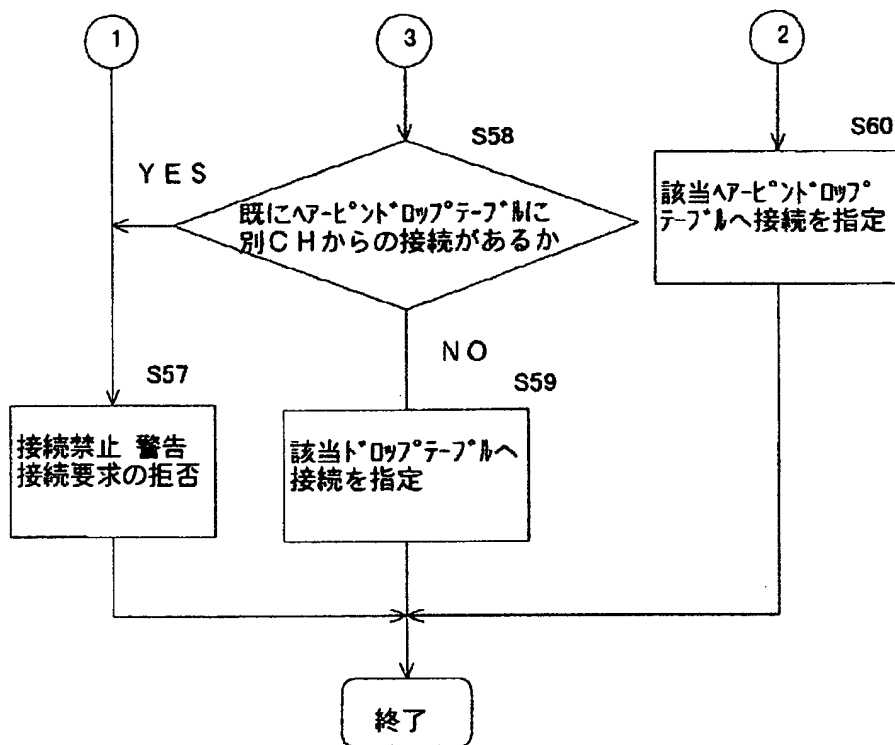 1
3
2
S58
S60
YES
既にﾍｱｰﾋﾟﾝﾄﾞﾛｯﾌﾟﾃｰﾌﾞﾙに
別CHからの接続があるか
該当ﾍｱｰﾋﾟﾝﾄﾞﾛｯﾌﾟ
ﾃｰﾌﾞﾙへ接続を指定
NO
S57
S59
接続禁止 警告
接続要求の拒否
該当ﾄﾞﾛｯﾌﾟﾃｰﾌﾞﾙへ
接続を指定
終了